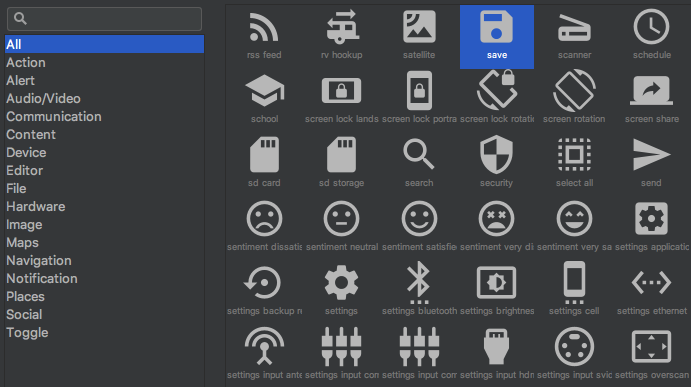 All
Action
Alert
Audio/Video
Communication
Content
Device
Editor
File
Hardware
Image
Maps
Navigation
Notification
Places
Social
Toggle
rss feed rv hookup satellite save scanner schedule
school screen lock lands screen lock portra screen lock rotati screen rotation screen share
sd card sd storage search security select all send
sentiment dissatis sentiment neutral sentiment satisfie sentiment very di sentiment very sa settings applicatio
settings backup r settings settings bluetooth settings brightnes settings cell settings ethernet
settings input ante settings input con settings input con settings input hdn settings input svic settings overscan